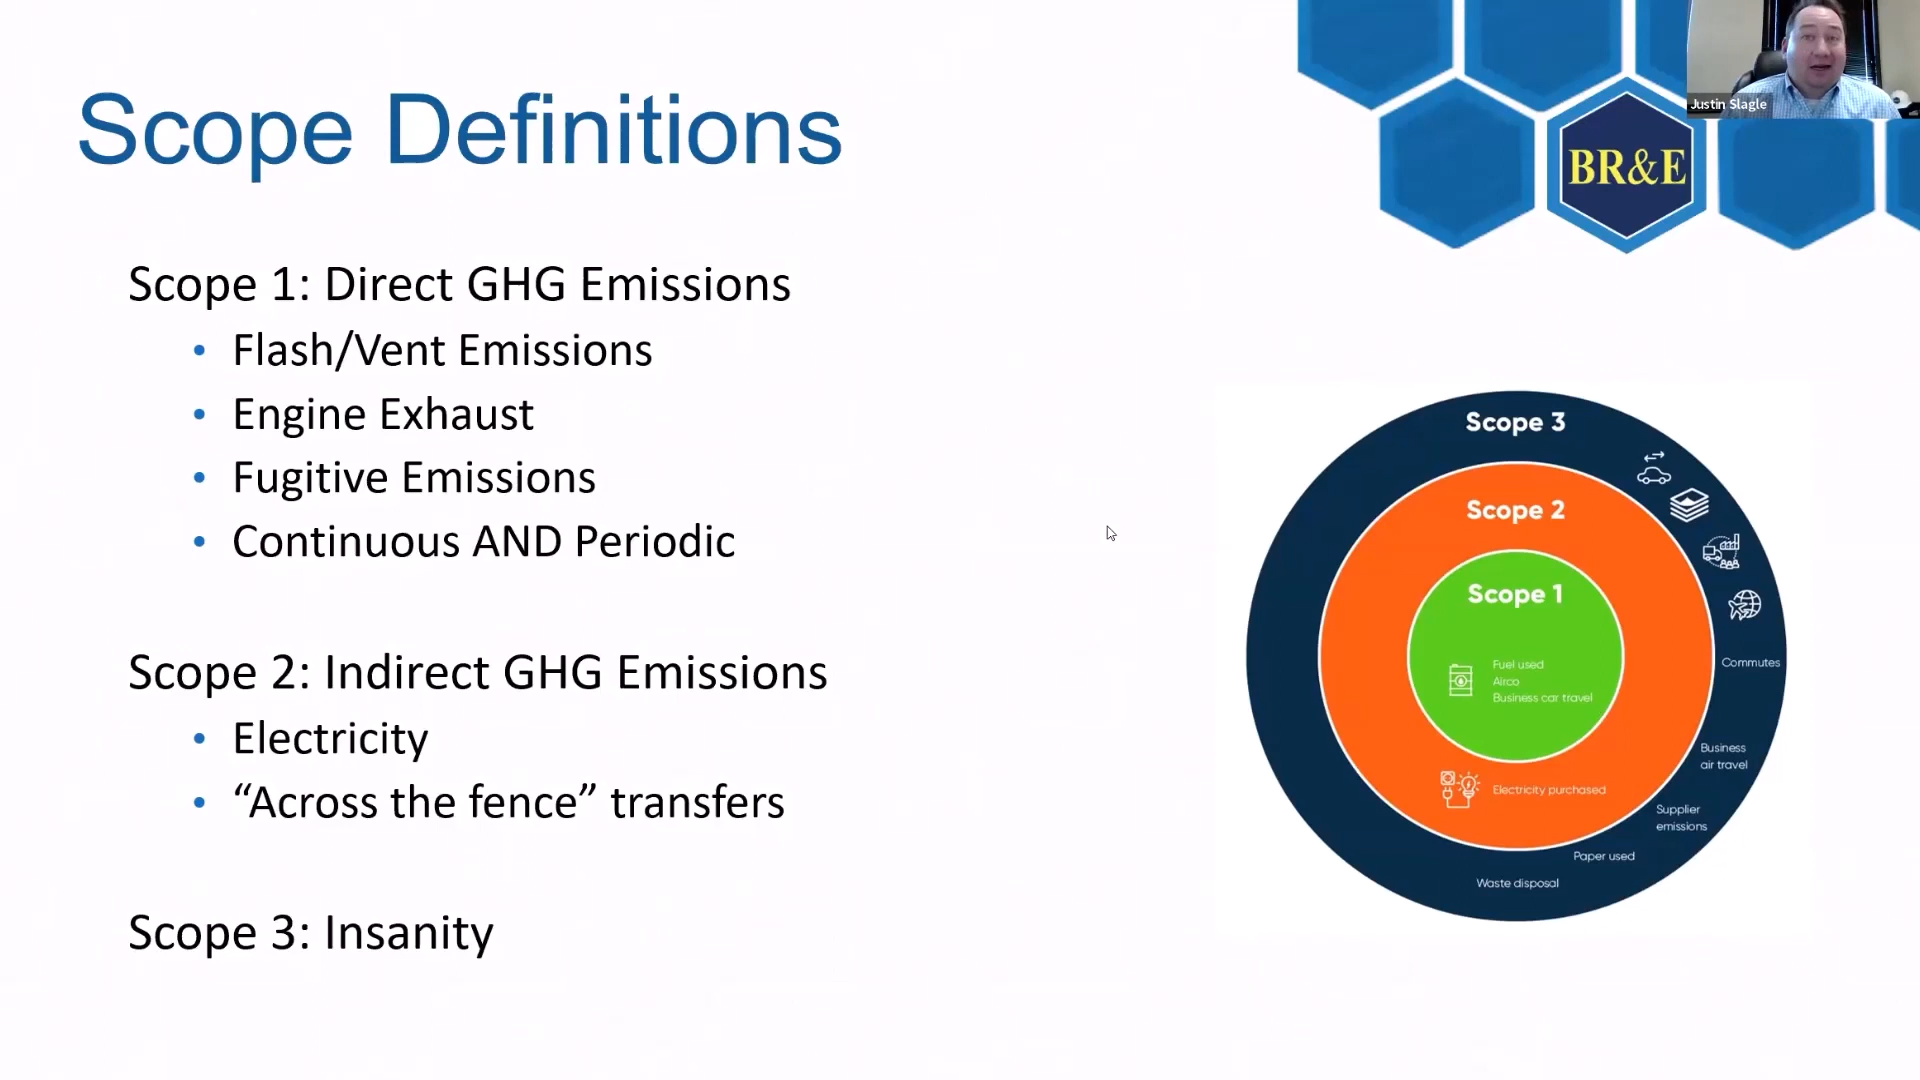 Scope Definitions
BR&E
Justin Slagle
Scope 1: Direct GHG Emissions
• Flash/Vent Emissions
• Engine Exhaust
• Fugitive Emissions
• Continuous AND Periodic
Scope 2: Indirect GHG Emissions
• Electricity
• “Across the fence” transfers
Scope 3: Insanity
Scope 3
Scope 2
Scope 1
Fuel used
Airco
Business car travel
Electricity purchased
Commutes
Business
air travel
Supplier
emissions
Paper used
Waste disposal